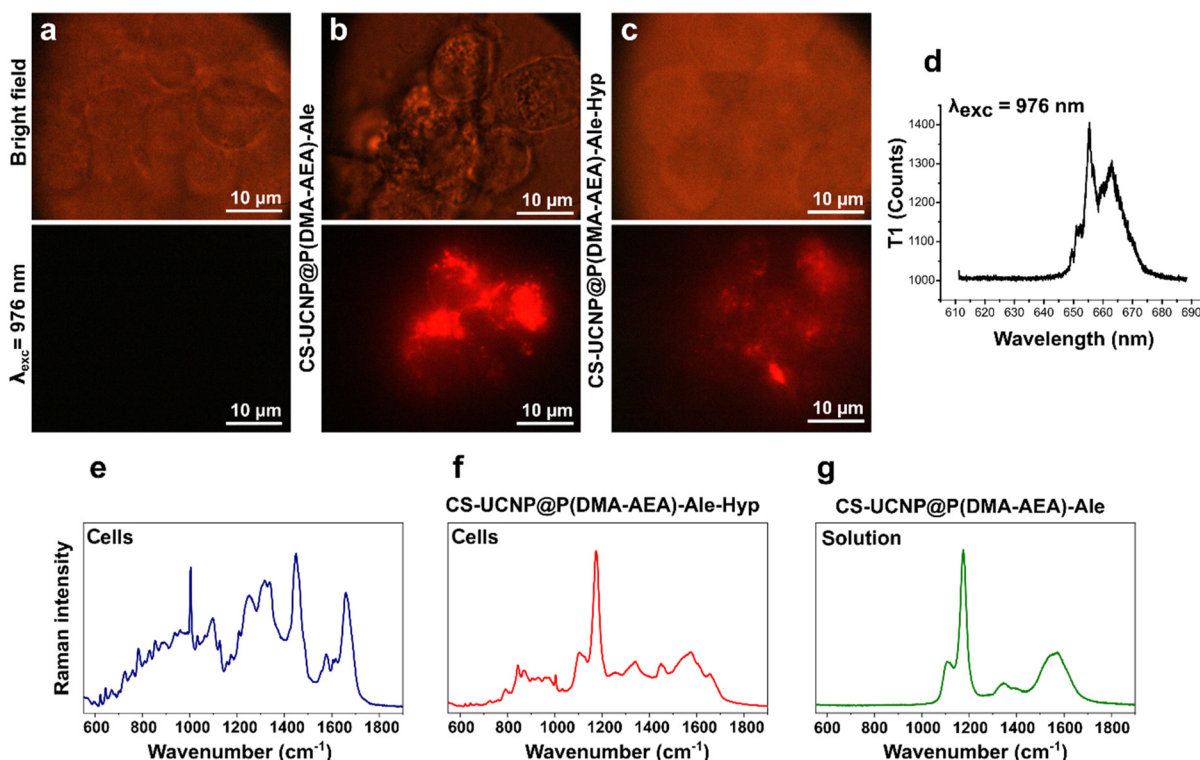 a
b
c
Bright field
10 µm
CS-UCNP@P(DMA-AEA)-Ale
10 µm
CS-UCNP@P(DMA-AEA)-Ale-Hyp
10 µm
λexc= 976 nm
10 µm
10 µm
10 µm
d
λexc = 976 nm
T1 (Counts)
1400
1300
1200
1100
1000
610 620 630 640 650 660 670 680 690
Wavelength (nm)
e
Cells
Raman intensity
600 800 1000 1200 1400 1600 1800
Wavenumber (cm-1)
f
CS-UCNP@P(DMA-AEA)-Ale-Hyp
Cells
600 800 1000 1200 1400 1600 1800
Wavenumber (cm-1)
g
CS-UCNP@P(DMA-AEA)-Ale
Solution
600 800 1000 1200 1400 1600 1800
Wavenumber (cm-1)